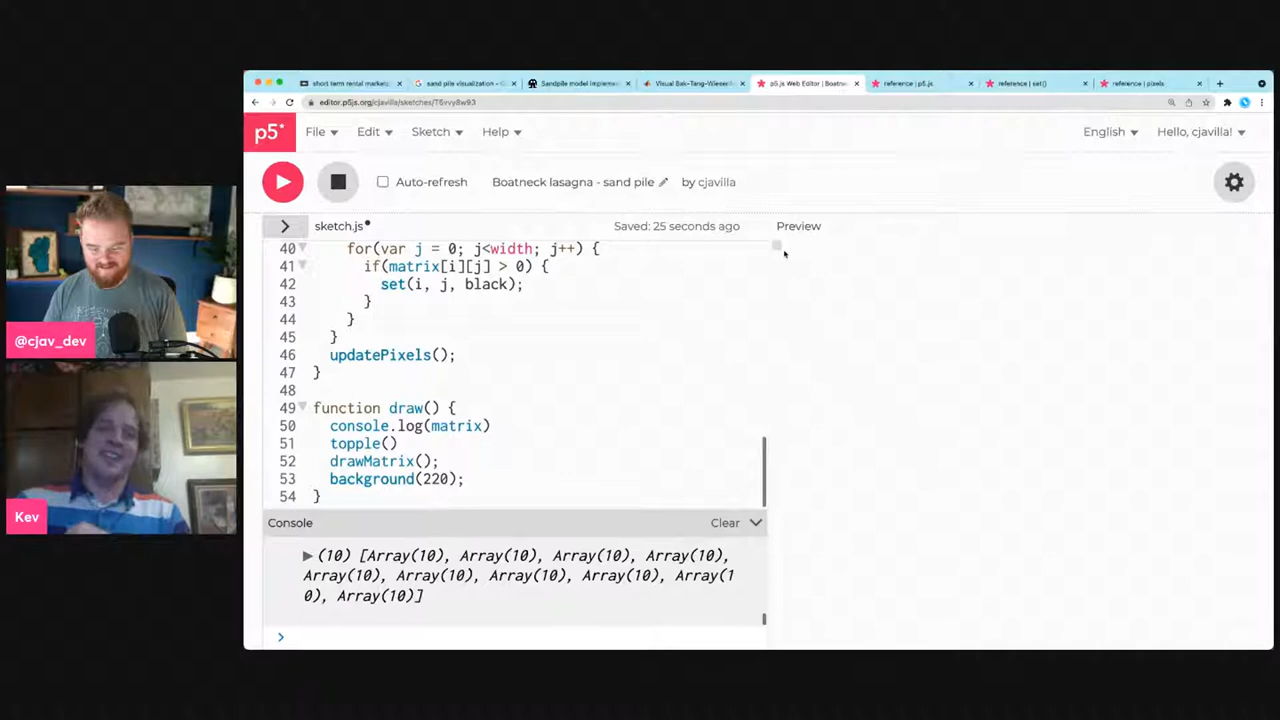 short term rental market
sand pile visualization - G
Sandpile model impleme
Visual Bak-Tang-Wiesenf
p5.js Web Editor | Boatne
reference | p5.js
reference | set()
reference | pixels
editor.p5js.org/cjavilla/sketches/T6vvy8w93
p5*
File
Edit
Sketch
Help
English
Hello, cjavilla!
Auto-refresh
Boatneck lasagna - sand pile
by cjavilla
sketch.js
Saved: 25 seconds ago
Preview
40 for(var j = 0; j<width; j++) {
41 if(matrix[i][j] > 0) {
42 set(i, j, black);
43 }
44 }
45 }
46 updatePixels();
47 }
48
49 function draw() {
50 console.log(matrix)
51 topple()
52 drawMatrix();
53 background(220);
54 }
Console
Clear
(10) [Array(10), Array(10), Array(10), Array(10),
Array(10), Array(10), Array(10), Array(10), Array(1
0), Array(10)]
>
@cjav_dev
Kev